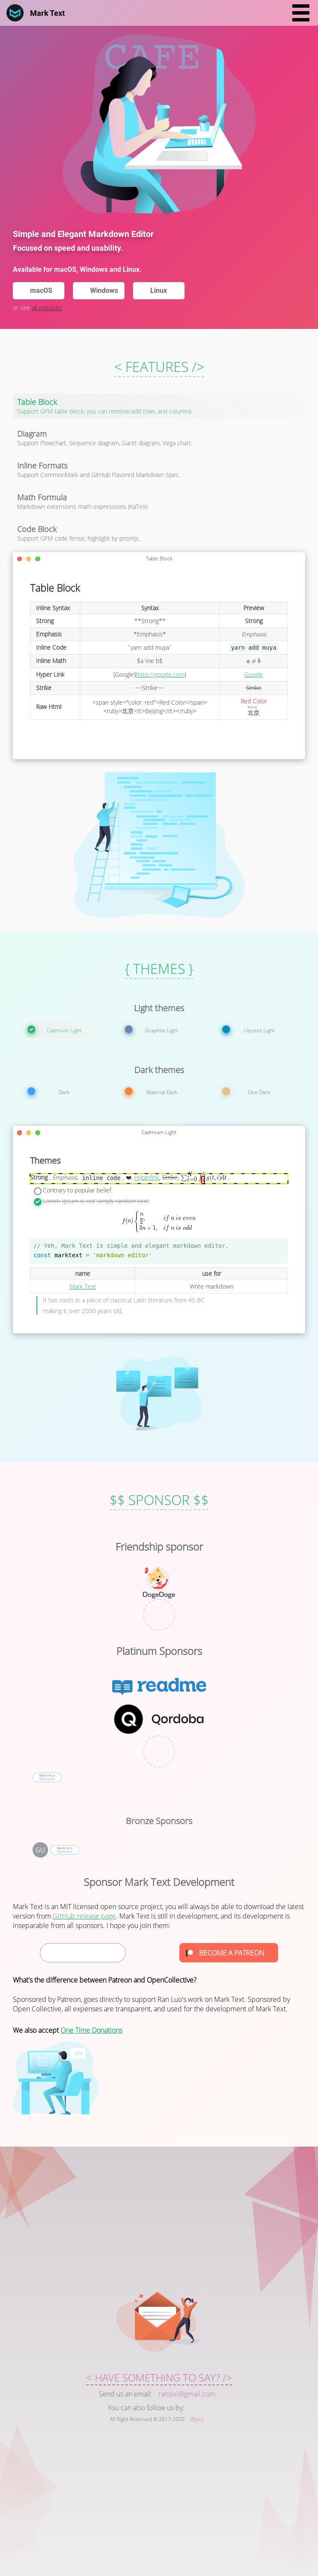 Mark Text
CAFE
Simple and Elegant Markdown Editor
Focused on speed and usability.
Available for macOS, Windows and Linux.
macOS
Windows
Linux
or see all releases.
< FEATURES />
Table Block
Support GFM table block, you can remove/add rows and columns.
Diagram
Support Flowchart, Sequence diagram, Gantt diagram, Vega chart.
Inline Formats
Support CommonMark and GitHub Flavored Markdown Spec.
Math Formula
Markdown extensions math expressions (KaTeX)
Code Block
Support GFM code fense, highlight by prismjs.
Table Block
Table Block
Inline Syntax Syntax Preview
Strong **Strong** Strong
Emphasis *Emphasis* Emphasis
Inline Code `yarn add muya` yarn add muya
Inline Math $a \ne b$ a ≠ b
Hyper Link [Google](http://google.com) Google
Strike ~~Strike~~ Strike
Raw Html <span style="color: red">Red Color</span> Red Color
<ruby>北京<rt>Beijing</rt></ruby> 北京
{ THEMES }
Light themes
Cadmium Light
Graphite Light
Ulysses Light
Dark themes
Dark
Material Dark
One Dark
Cadmium Light
Themes
Strong Emphasis inline code Hyperlink Strike
Contrary to popular belief.
Lorem Ipsum is not simply random text.
3n + 1, if n is odd
if n is even
// Yeh, Mark Text is simple and elegant markdown editor.
const marktext = 'markdown editor'
name use for
Mark Text Write markdown
It has roots in a piece of classical Latin literature from 45 BC
making it over 2000 years old.
$$ SPONSOR $$
Friendship sponsor
DogeDoge
Platinum Sponsors
readme
Qordoba
Become a
Bronze Sponsors
GU
Become a
Sponsor Mark Text Development
Mark Text is an MIT licensed open source project, you will always be able to download the latest
version from GitHub release page. Mark Text is still in development, and its development is
inseparable from all sponsors. I hope you join them:
BECOME A PATREON
What's the difference between Patreon and OpenCollective?
Sponsored by Patreon, goes directly to support Ran Luo's work on Mark Text. Sponsored by
Open Collective, all expenses are transparent, and used for the development of Mark Text.
We also accept One Time Donations
< HAVE SOMETHING TO SAY? />
Send us an email: ransixi@gmail.com
You can also follow us by:
All Right Reserved © 2017-2020 @Jocs